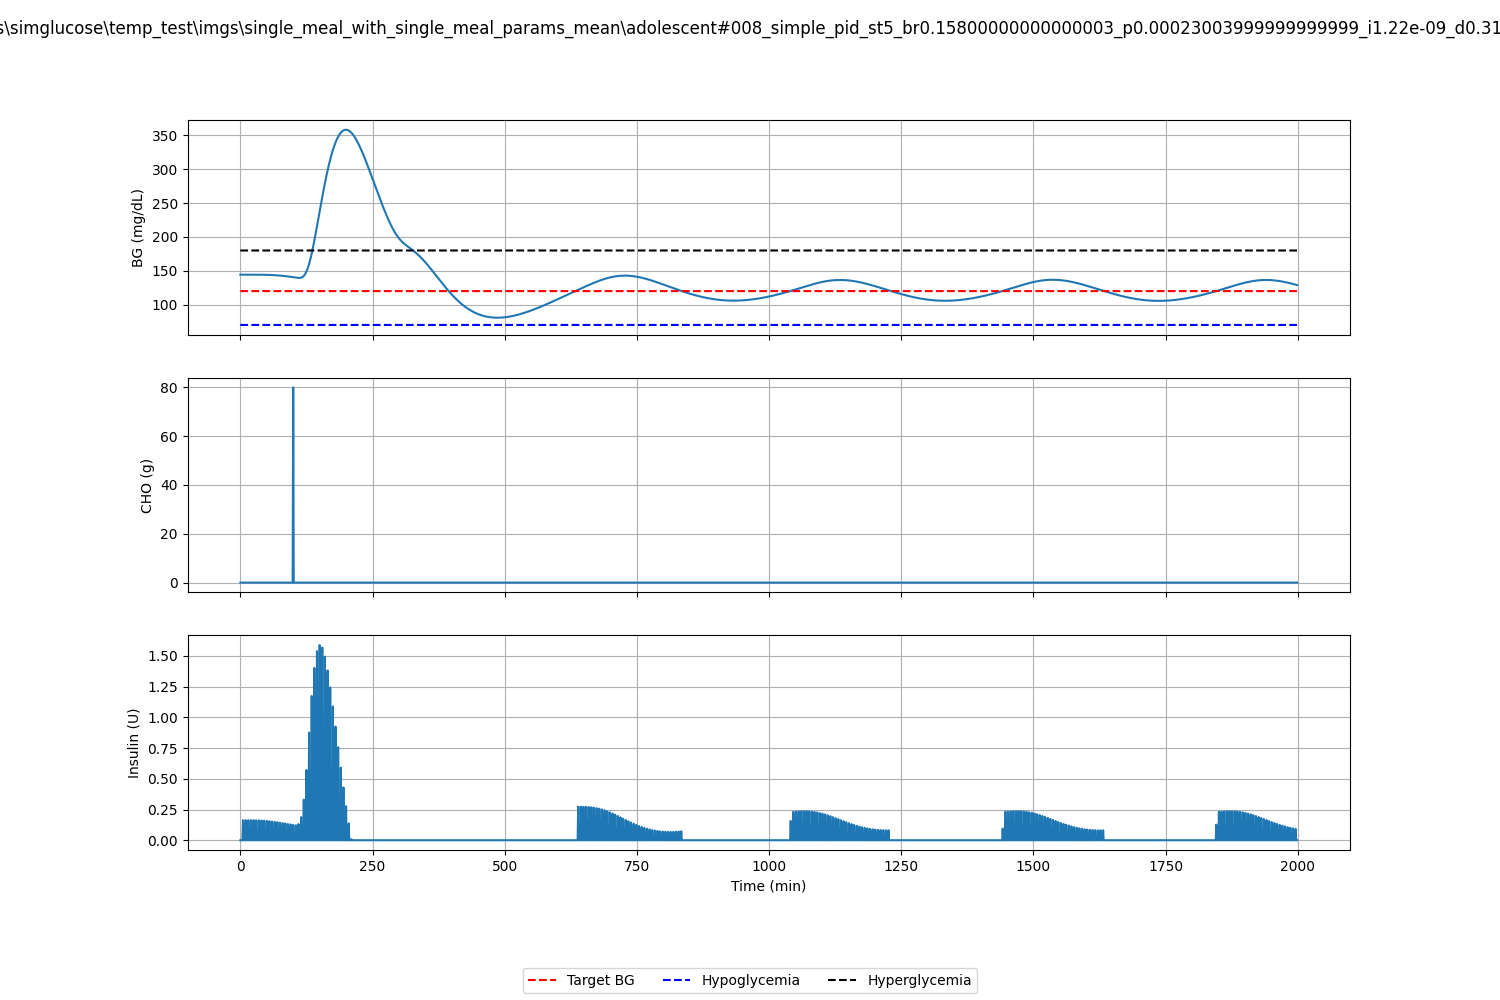 s\simglucose\temp_test\imgs\single_meal_with_single_meal_params_mean\adolescent#008_simple_pid_st5_br0.15800000000000003_p0.00023003999999999999_i1.22e-09_d0.31
350
300
250
200
150
100
BG (mg/dL)
80
60
40
20
0
CHO (g)
1.50
1.25
1.00
0.75
0.50
0.25
0.00
Insulin (U)
0 250 500 750 1000 1250 1500 1750 2000
Time (min)
Target BG Hypoglycemia Hyperglycemia